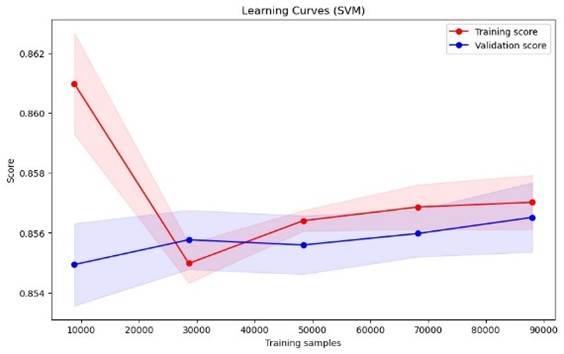 Learning Curves (SVM)
Training score
Validation score
0.862
0.860
0.858
0.856
0.854
Score
10000 20000 30000 40000 50000 60000 70000 80000 90000
Training samples